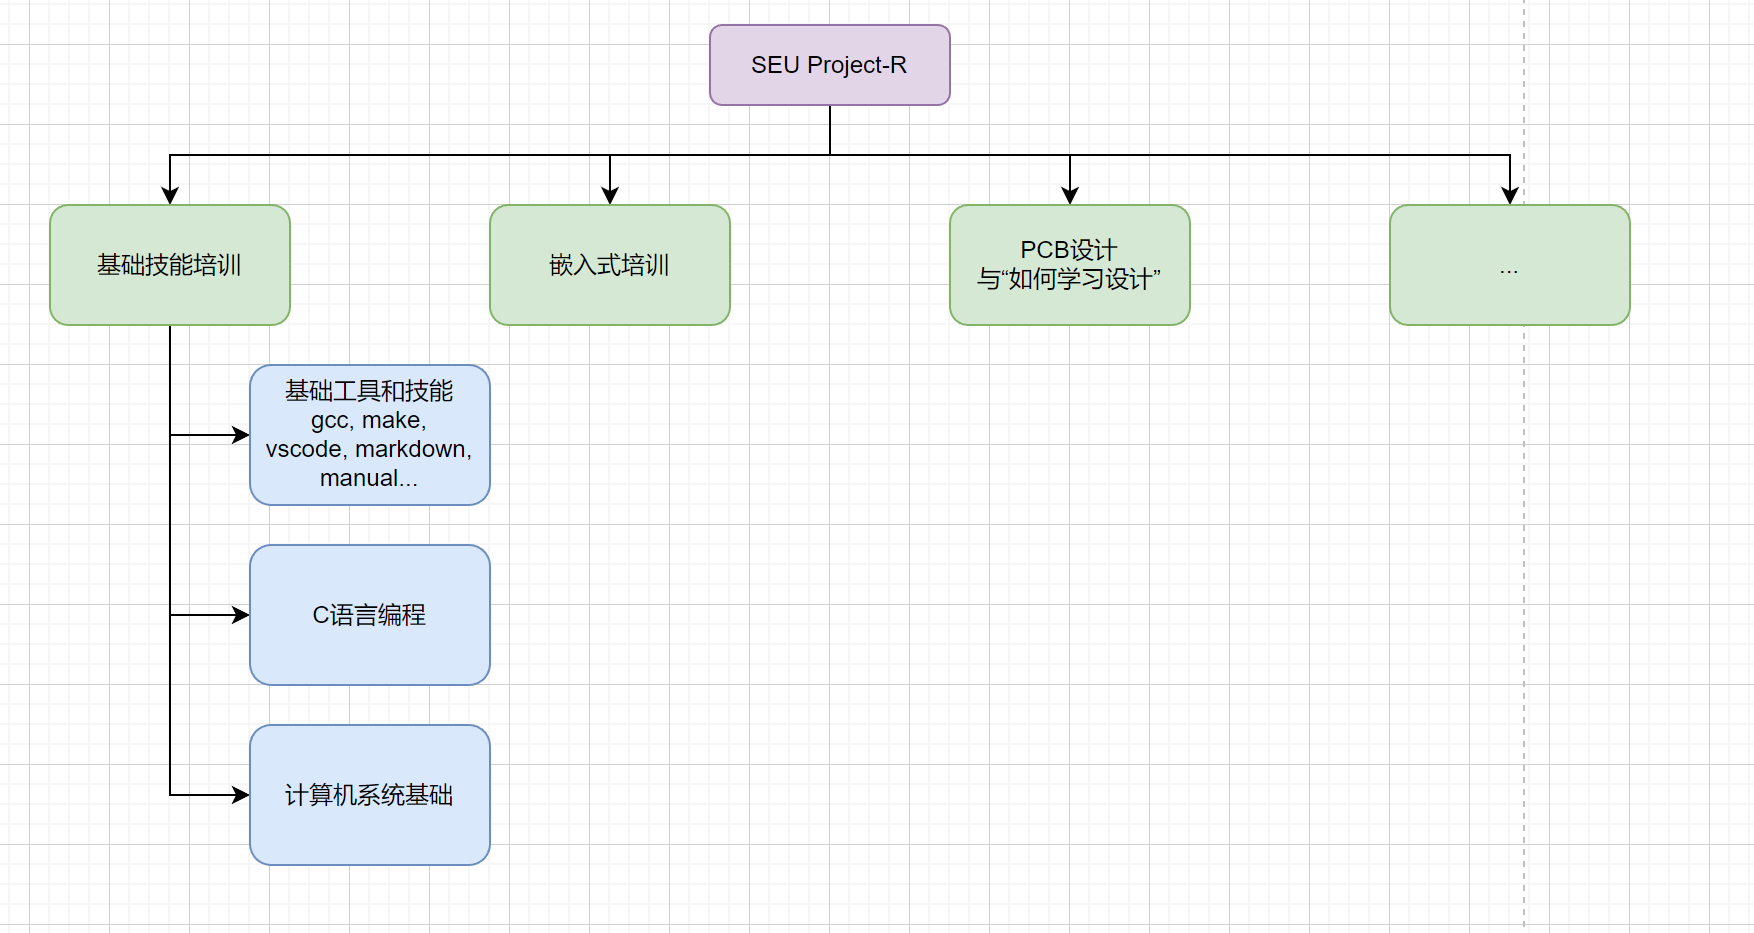 SEU Project-R
基础技能培训
嵌入式培训
PCB设计
与“如何学习设计”
...
基础工具和技能
gcc, make,
vscode, markdown,
manual...
C语言编程
计算机系统基础